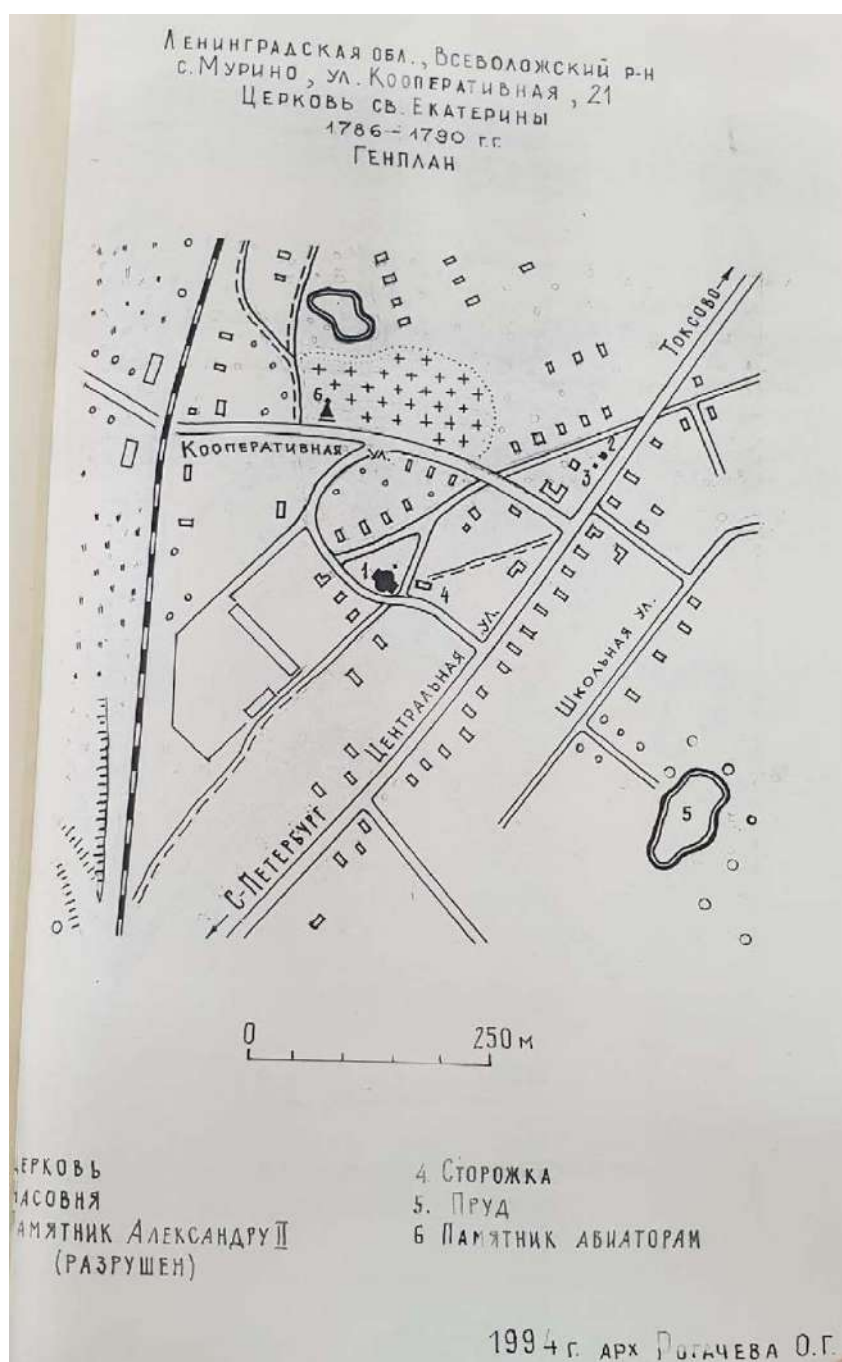 Ленинградская обл., Всеволожский р-н
с. Мурино, ул. Кооперативная, 21
Церковь св. Екатерины
1786-1790 г.г.
Генплан
Токсово
6
Кооперативная ул.
3 2
1
4
Центральная ул.
Школьная ул.
5
С-Петербург
0 250 м
ерковь
асовня
амятник Александру II
(разрушен)
4. Сторожка
5. Пруд
6 Памятник авиаторам
1994 г. арх Рогачева О.Г.